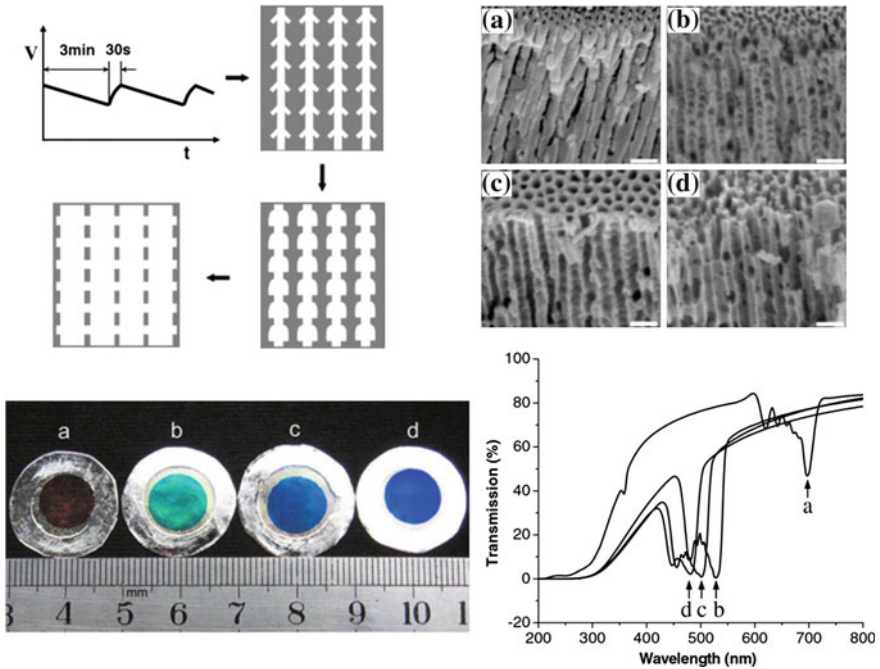 3min 30s
V
t
(a) (b)
(c) (d)
a b c d
mm
3 4 5 6 7 8 9 10 1
100
80
60
40
20
0
-20
Transmission (%)
a
d c b
200 300 400 500 600 700 800
Wavelength (nm)